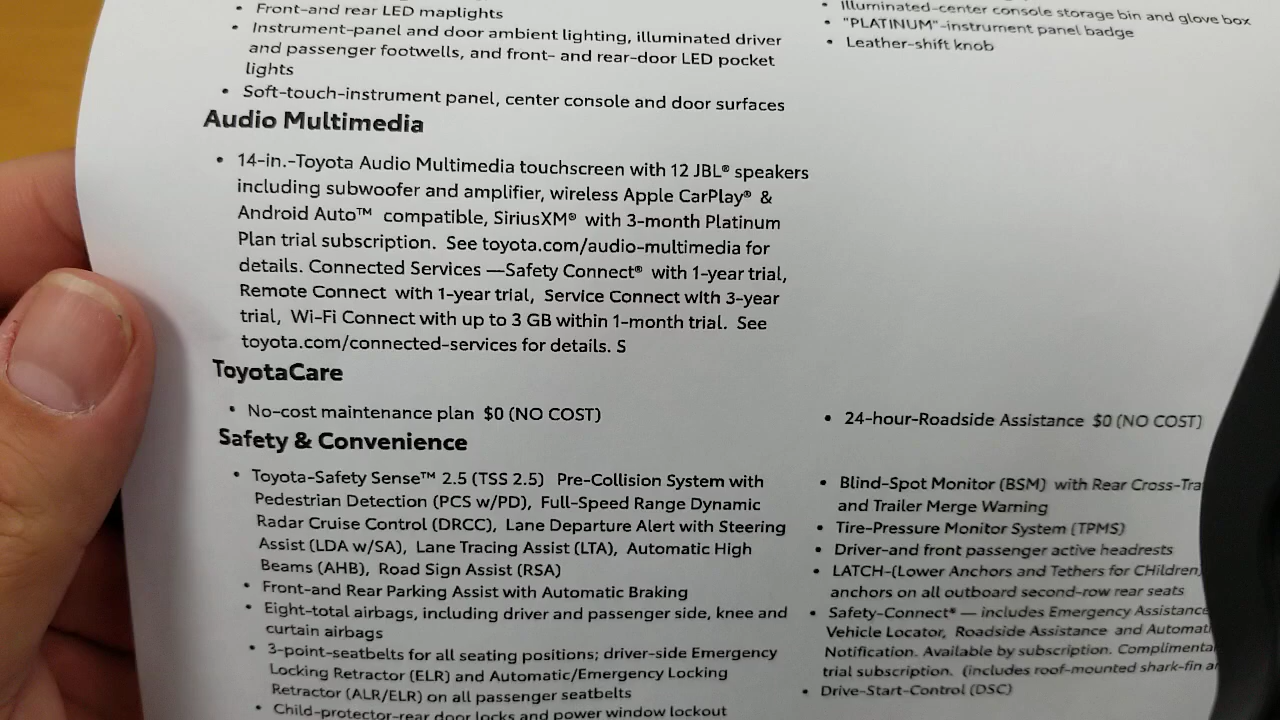 • Front-and rear LED maplights
• Instrument-panel and door ambient lighting, illuminated driver
and passenger footwells, and front- and rear-door LED pocket
lights
• Soft-touch-instrument panel, center console and door surfaces
• Illuminated-center console storage bin and glove box
• "PLATINUM"-instrument panel badge
• Leather-shift knob
Audio Multimedia
• 14-in.-Toyota Audio Multimedia touchscreen with 12 JBL® speakers
including subwoofer and amplifier, wireless Apple CarPlay® &
Android Auto™ compatible, SiriusXM® with 3-month Platinum
Plan trial subscription. See toyota.com/audio-multimedia for
details. Connected Services —Safety Connect® with 1-year trial,
Remote Connect with 1-year trial, Service Connect with 3-year
trial, Wi-Fi Connect with up to 3 GB within 1-month trial. See
toyota.com/connected-services for details. S
ToyotaCare
• No-cost maintenance plan $0 (NO COST)
• 24-hour-Roadside Assistance $0 (NO COST)
Safety & Convenience
• Toyota-Safety Sense™ 2.5 (TSS 2.5) Pre-Collision System with
Pedestrian Detection (PCS w/PD), Full-Speed Range Dynamic
Radar Cruise Control (DRCC), Lane Departure Alert with Steering
Assist (LDA w/SA), Lane Tracing Assist (LTA), Automatic High
Beams (AHB), Road Sign Assist (RSA)
• Front-and Rear Parking Assist with Automatic Braking
• Eight-total airbags, including driver and passenger side, knee and
curtain airbags
• 3-point-seatbelts for all seating positions; driver-side Emergency
Locking Retractor (ELR) and Automatic/Emergency Locking
Retractor (ALR/ELR) on all passenger seatbelts
• Child-protector-rear door locks and power window lockout
• Blind-Spot Monitor (BSM) with Rear Cross-Tra
and Trailer Merge Warning
• Tire-Pressure Monitor System (TPMS)
• Driver-and front passenger active headrests
• LATCH-(Lower Anchors and Tethers for CHildren)
anchors on all outboard second-row rear seats
• Safety-Connect® — includes Emergency Assistance
Vehicle Locator, Roadside Assistance and Automat
Notification. Available by subscription. Complimenta
trial subscription. (includes roof-mounted shark-fin an
• Drive-Start-Control (DSC)